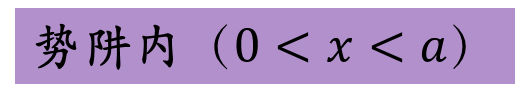 势阱内（0 < x < a）